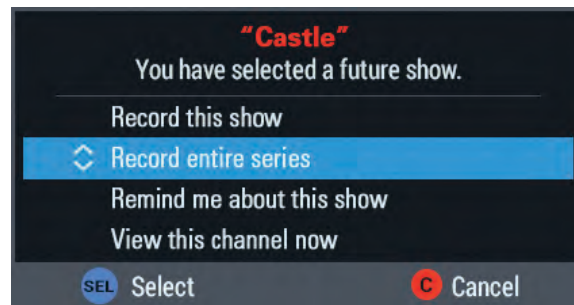 "Castle"
You have selected a future show.
Record this show
Record entire series
Remind me about this show
View this channel now
SEL Select C Cancel